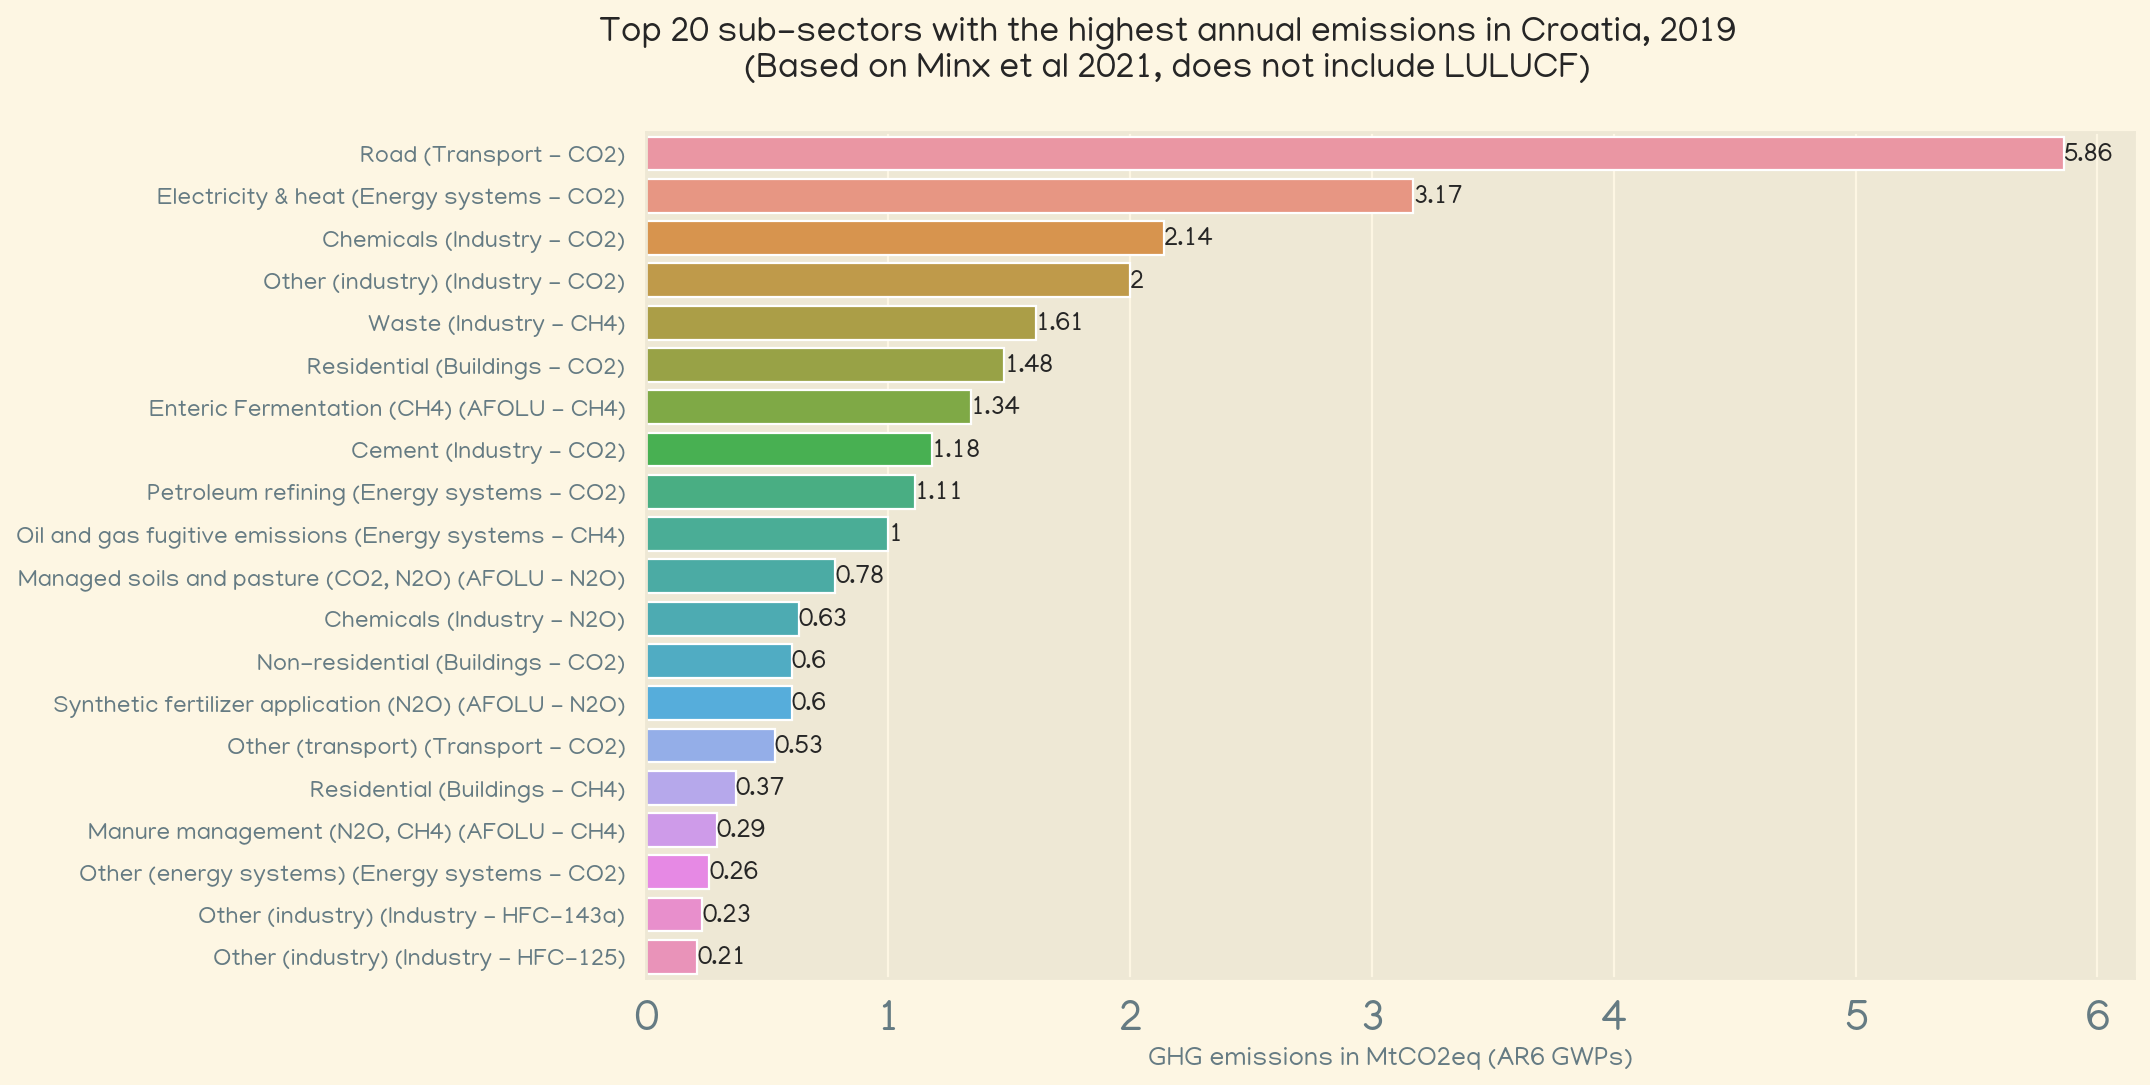 Top 20 sub-sectors with the highest annual emissions in Croatia, 2019
(Based on Minx et al 2021, does not include LULUCF)
Road (Transport - CO2) 5.86
Electricity & heat (Energy systems - CO2) 3.17
Chemicals (Industry - CO2) 2.14
Other (industry) (Industry - CO2) 2
Waste (Industry - CH4) 1.61
Residential (Buildings - CO2) 1.48
Enteric Fermentation (CH4) (AFOLU - CH4) 1.34
Cement (Industry - CO2) 1.18
Petroleum refining (Energy systems - CO2) 1.11
Oil and gas fugitive emissions (Energy systems - CH4) 1
Managed soils and pasture (CO2, N2O) (AFOLU - N2O) 0.78
Chemicals (Industry - N2O) 0.63
Non-residential (Buildings - CO2) 0.6
Synthetic fertilizer application (N2O) (AFOLU - N2O) 0.6
Other (transport) (Transport - CO2) 0.53
Residential (Buildings - CH4) 0.37
Manure management (N2O, CH4) (AFOLU - CH4) 0.29
Other (energy systems) (Energy systems - CO2) 0.26
Other (industry) (Industry - HFC-143a) 0.23
Other (industry) (Industry - HFC-125) 0.21
0 1 2 3 4 5 6
GHG emissions in MtCO2eq (AR6 GWPs)